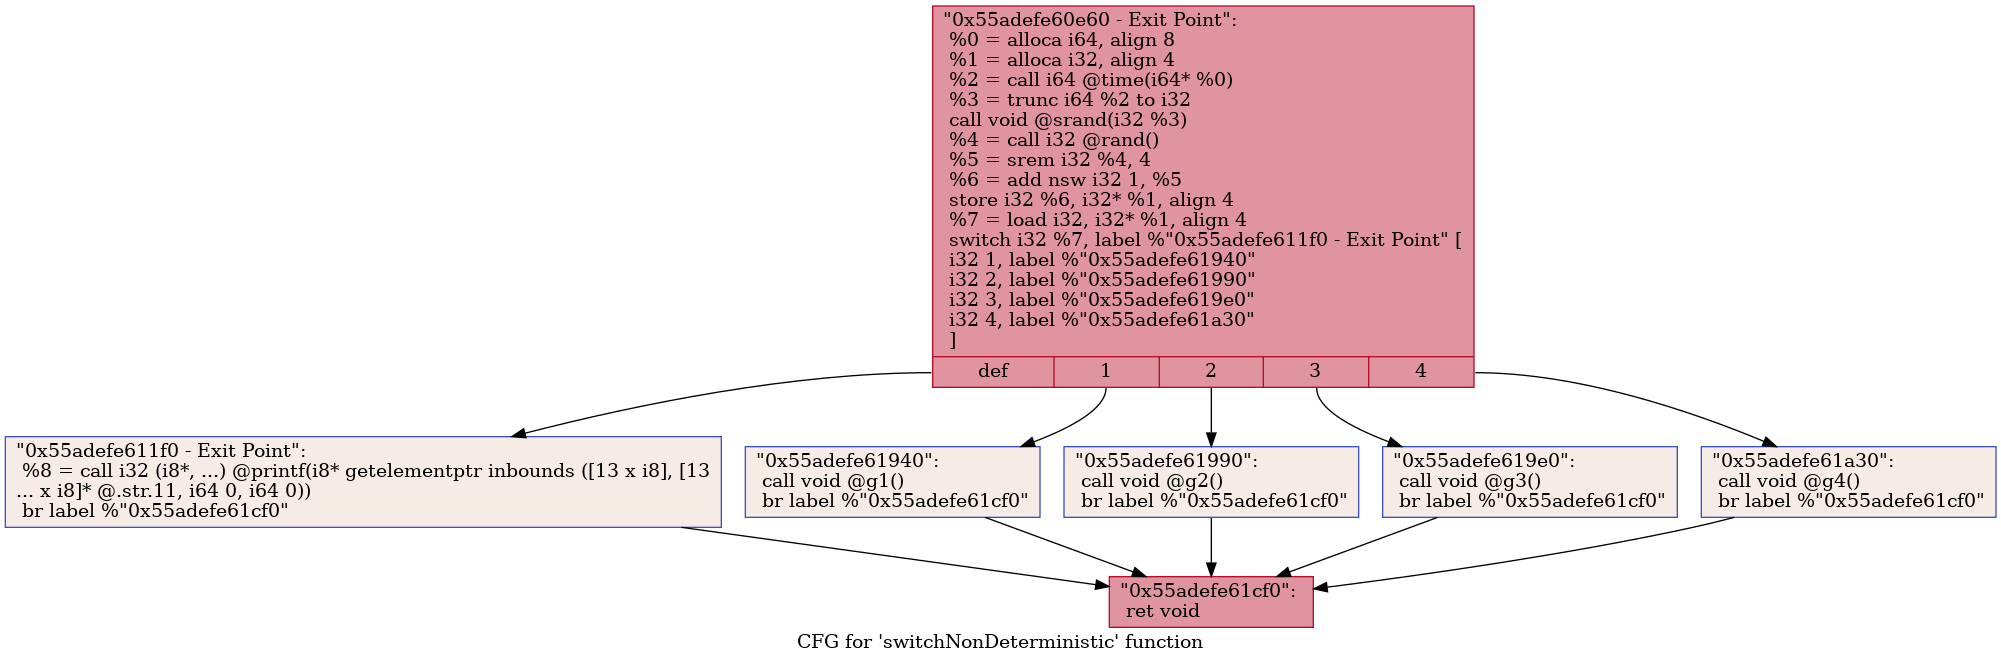 "0x55adefe60e60 - Exit Point":
%0 = alloca i64, align 8
%1 = alloca i32, align 4
%2 = call i64 @time(i64* %0)
%3 = trunc i64 %2 to i32
call void @srand(i32 %3)
%4 = call i32 @rand()
%5 = srem i32 %4, 4
%6 = add nsw i32 1, %5
store i32 %6, i32* %1, align 4
%7 = load i32, i32* %1, align 4
switch i32 %7, label %"0x55adefe611f0 - Exit Point" [
i32 1, label %"0x55adefe61940"
i32 2, label %"0x55adefe61990"
i32 3, label %"0x55adefe619e0"
i32 4, label %"0x55adefe61a30"
]
def 1 2 3 4
"0x55adefe611f0 - Exit Point":
%8 = call i32 (i8*, ...) @printf(i8* getelementptr inbounds ([13 x i8], [13
... x i8]* @.str.11, i64 0, i64 0))
br label %"0x55adefe61cf0"
"0x55adefe61940":
call void @g1()
br label %"0x55adefe61cf0"
"0x55adefe61990":
call void @g2()
br label %"0x55adefe61cf0"
"0x55adefe619e0":
call void @g3()
br label %"0x55adefe61cf0"
"0x55adefe61a30":
call void @g4()
br label %"0x55adefe61cf0"
"0x55adefe61cf0":
ret void
CFG for 'switchNonDeterministic' function